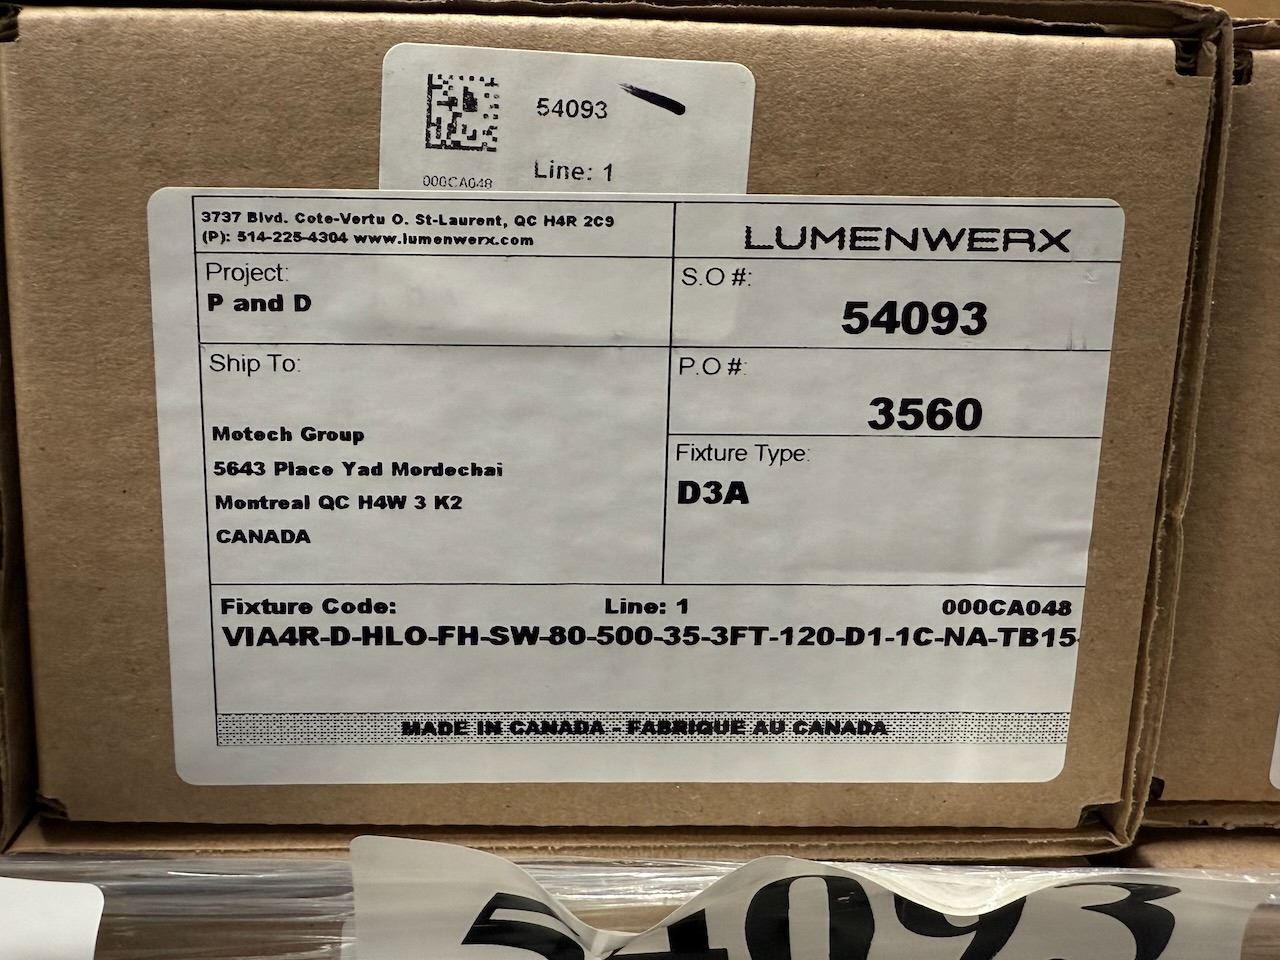 54093
Line: 1
000CA048
3737 Blvd. Cote-Vertu O. St-Laurent, QC H4R 2C9
(P): 514-225-4304 www.lumenwerx.com
LUMENWERX
Project:
P and D
S.O #:
54093
Ship To:
Motech Group
5643 Place Yad Mordechai
Montreal QC H4W 3 K2
CANADA
P.O #:
3560
Fixture Type:
D3A
Fixture Code: Line: 1 000CA048
VIA4R-D-HLO-FH-SW-80-500-35-3FT-120-D1-1C-NA-TB15-
MADE IN CANADA - FABRIQUE AU CANADA
54093